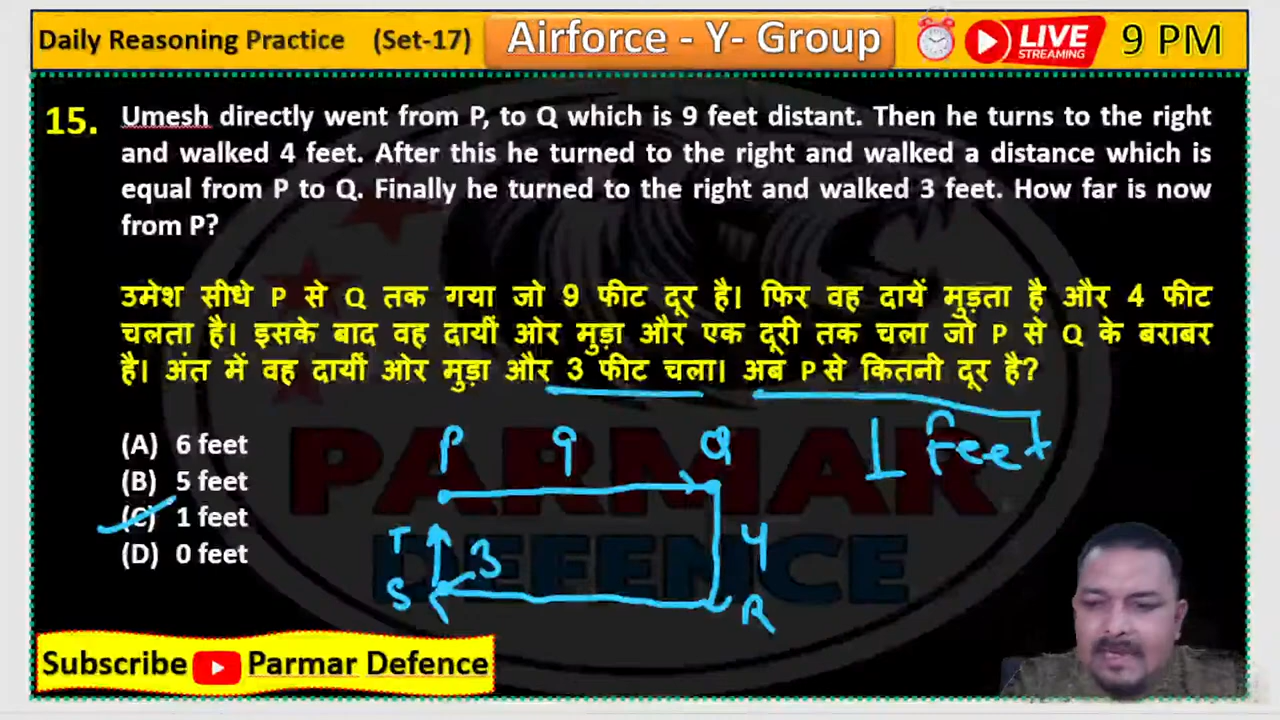 Daily Reasoning Practice (Set-17) Airforce - Y- Group LIVE STREAMING 9 PM
15. Umesh directly went from P, to Q which is 9 feet distant. Then he turns to the right
and walked 4 feet. After this he turned to the right and walked a distance which is
equal from P to Q. Finally he turned to the right and walked 3 feet. How far is now
from P?
उमेश सीधे P से Q तक गया जो 9 फीट दूर है। फिर वह दायें मुड़ता है और 4 फीट
चलता है। इसके बाद वह दायीं ओर मुड़ा और एक दूरी तक चला जो P से Q के बराबर
है। अंत में वह दायीं ओर मुड़ा और 3 फीट चला। अब P से कितनी दूर है?
(A) 6 feet
(B) 5 feet
(C) 1 feet
(D) 0 feet
P 9 Q
1 feet
T 3 4
S R
PARMAR
DEFENCE
Subscribe Parmar Defence